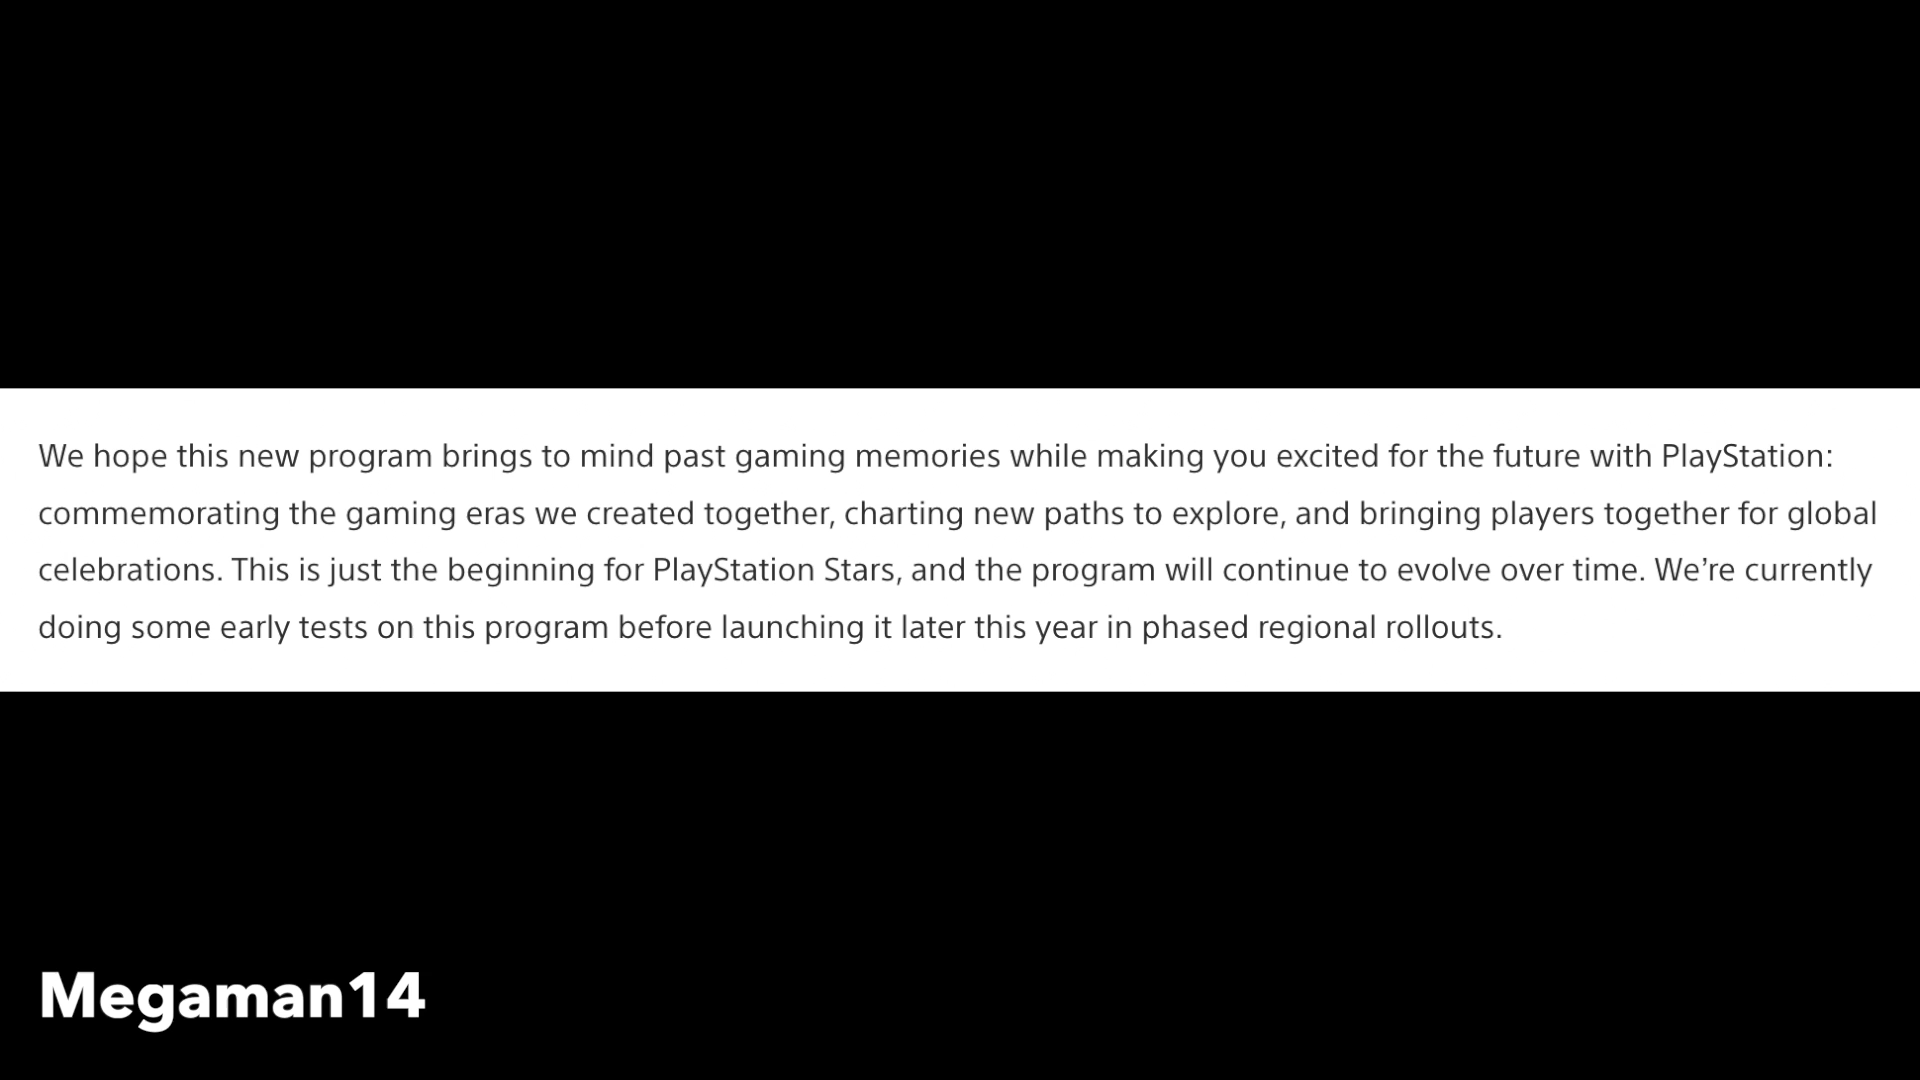 We hope this new program brings to mind past gaming memories while making you excited for the future with PlayStation:
commemorating the gaming eras we created together, charting new paths to explore, and bringing players together for global
celebrations. This is just the beginning for PlayStation Stars, and the program will continue to evolve over time. We’re currently
doing some early tests on this program before launching it later this year in phased regional rollouts.
Megaman14